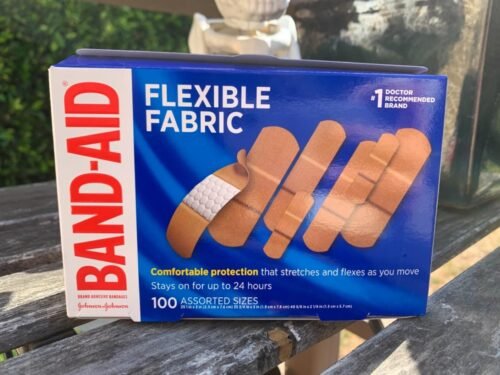 BAND-AID
®
BRAND ADHESIVE BANDAGES
Johnson & Johnson
FLEXIBLE
FABRIC
#1 DOCTOR
RECOMMENDED
BRAND
Comfortable protection that stretches and flexes as you move
Stays on for up to 24 hours
100 ASSORTED SIZES